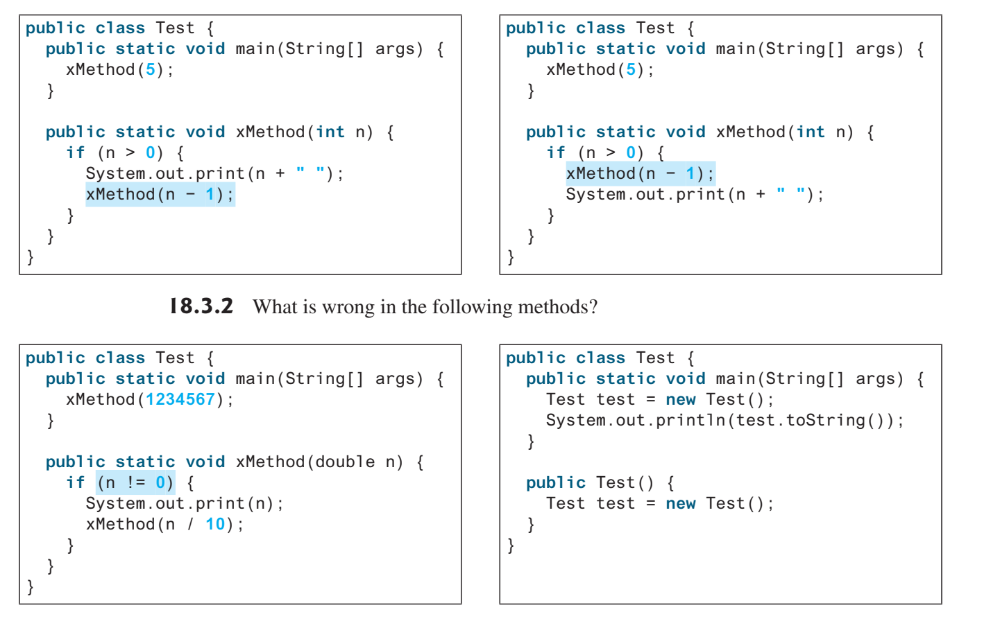 public class Test {
  public static void main(String[] args) {
    xMethod(5);
  }

  public static void xMethod(int n) {
    if (n > 0) {
      System.out.print(n + " ");
      xMethod(n − 1);
    }
  }
}
public class Test {
  public static void main(String[] args) {
    xMethod(5);
  }

  public static void xMethod(int n) {
    if (n > 0) {
      xMethod(n − 1);
      System.out.print(n + " ");
    }
  }
}
18.3.2 What is wrong in the following methods?
public class Test {
  public static void main(String[] args) {
    xMethod(1234567);
  }

  public static void xMethod(double n) {
    if (n != 0) {
      System.out.print(n);
      xMethod(n / 10);
    }
  }
}
public class Test {
  public static void main(String[] args) {
    Test test = new Test();
    System.out.println(test.toString());
  }

  public Test() {
    Test test = new Test();
  }
}